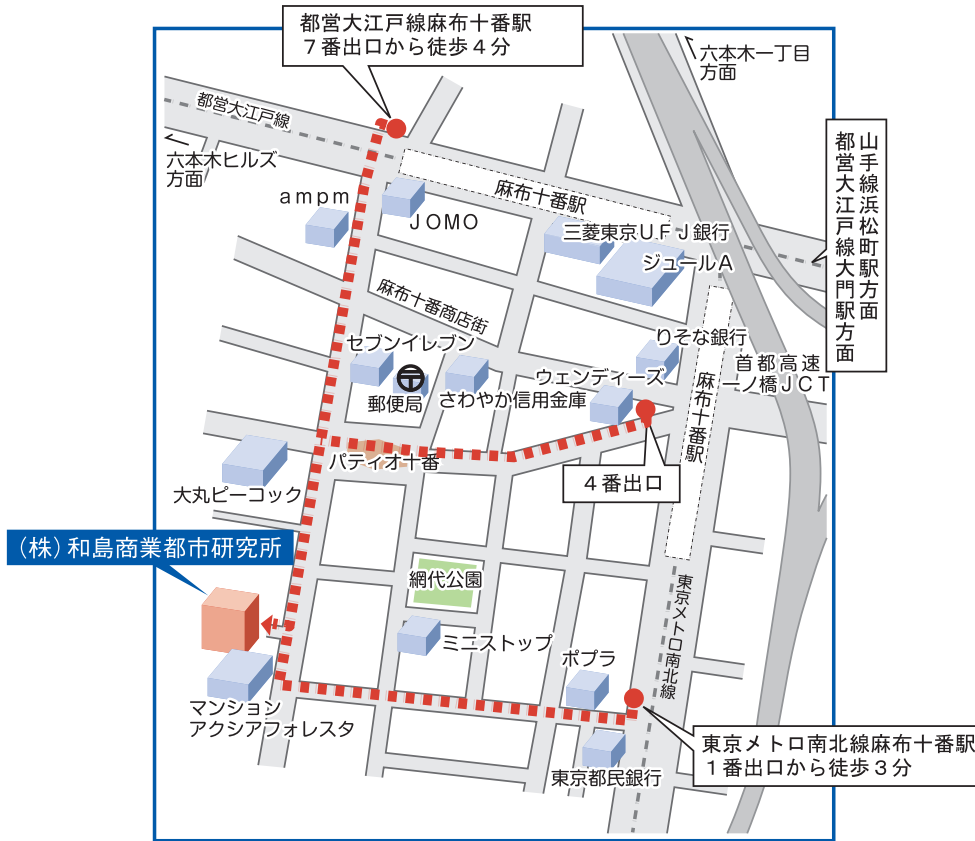 都営大江戸線麻布十番駅
７番出口から徒歩４分
六本木一丁目
方面
都営大江戸線
六本木ヒルズ
方面
山手線浜松町駅方面
都営大江戸線大門駅方面
麻布十番駅
ａｍｐｍ
ＪＯＭＯ
三菱東京ＵＦＪ銀行
ジュールＡ
麻布十番商店街
セブンイレブン
りそな銀行
首都高速
一ノ橋ＪＣＴ
ウェンディーズ
郵便局
さわやか信用金庫
麻布十番駅
パティオ十番
４番出口
大丸ピーコック
(株)和島商業都市研究所
網代公園
東京メトロ南北線
ミニストップ
ポプラ
マンション
アクシアフォレスタ
東京メトロ南北線麻布十番駅
１番出口から徒歩３分
東京都民銀行